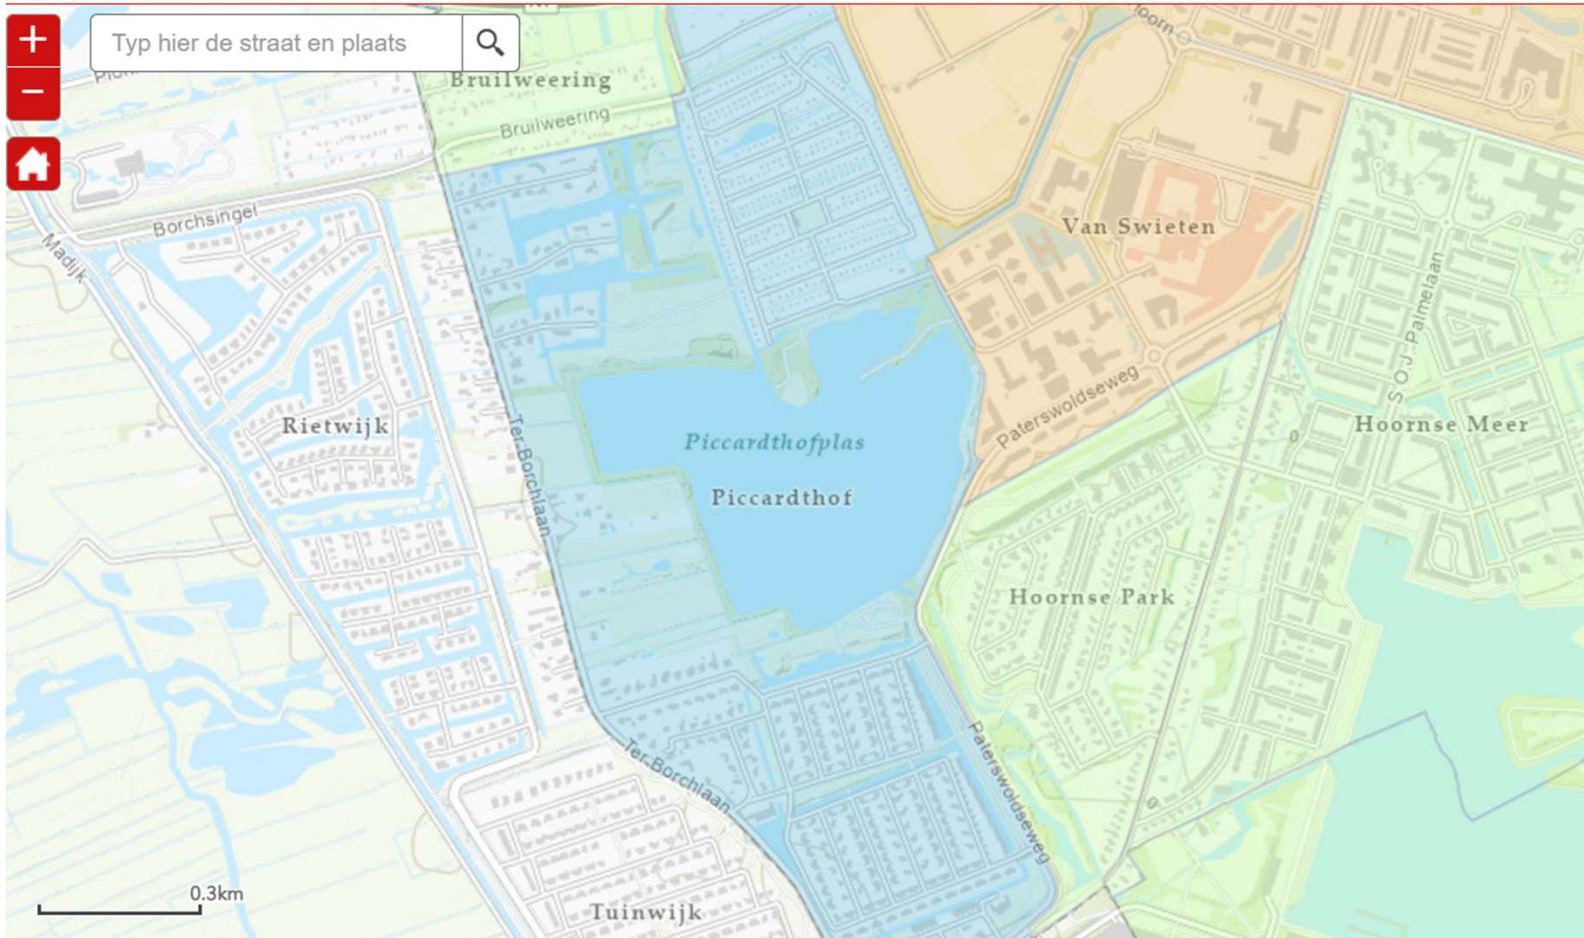 +
Typ hier de straat en plaats
−
Bruilweering
Bruilweering
Hoorn
Borchsingel
Madijk
Van Swieten
S.O.J. Palmelaan
Rietwijk
Ter Borchlaan
Piccardthofplas
Piccardthof
Paterswoldseweg
Hoornse Meer
Hoornse Park
Ter Borchlaan
Paterswoldseweg
0.3km
Tuinwijk